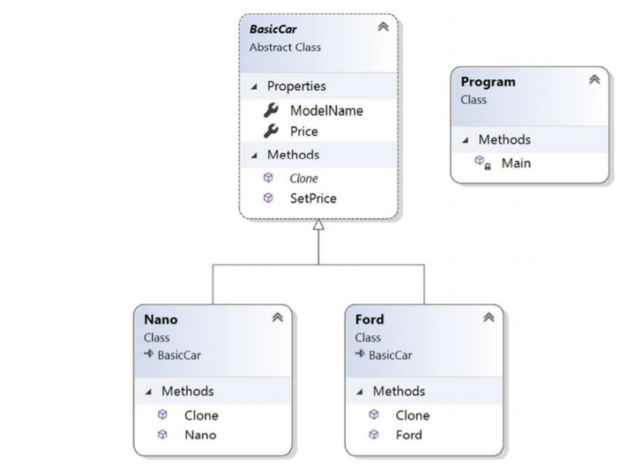 BasicCar
Abstract Class
Properties
ModelName
Price
Methods
Clone
SetPrice
Program
Class
Methods
Main
Nano
Class
BasicCar
Methods
Clone
Nano
Ford
Class
BasicCar
Methods
Clone
Ford